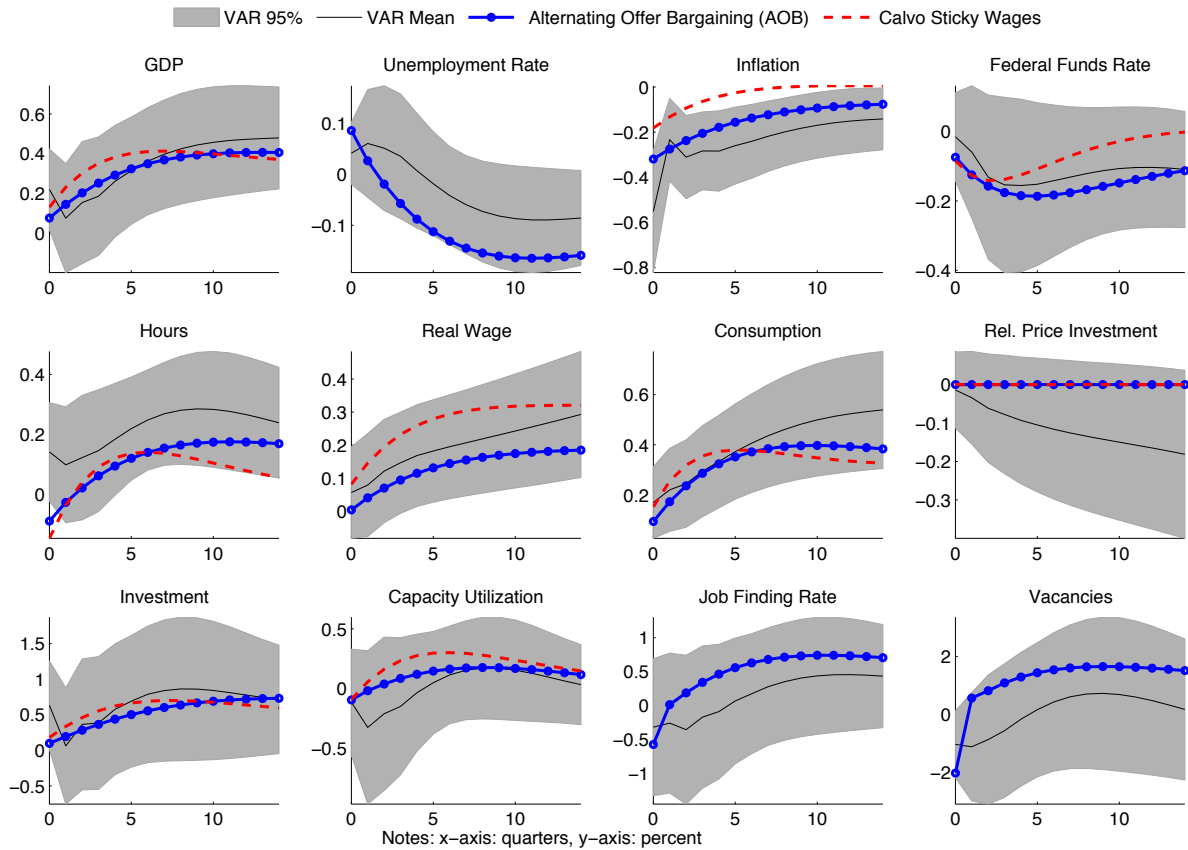 VAR 95% VAR Mean Alternating Offer Bargaining (AOB) Calvo Sticky Wages
GDP
0.6
0.4
0.2
0
0 5 10
Unemployment Rate
0.1
0
−0.1
0 5 10
Inflation
0
−0.2
−0.4
−0.6
−0.8
0 5 10
Federal Funds Rate
0
−0.2
−0.4
0 5 10
Hours
0.4
0.2
0
0 5 10
Real Wage
0.4
0.3
0.2
0.1
0
0 5 10
Consumption
0.6
0.4
0.2
0 5 10
Rel. Price Investment
0
−0.1
−0.2
−0.3
0 5 10
Investment
1.5
1
0.5
0
−0.5
0 5 10
Capacity Utilization
0.5
0
−0.5
0 5 10
Job Finding Rate
1
0.5
0
−0.5
−1
0 5 10
Vacancies
2
0
−2
0 5 10
Notes: x−axis: quarters, y−axis: percent